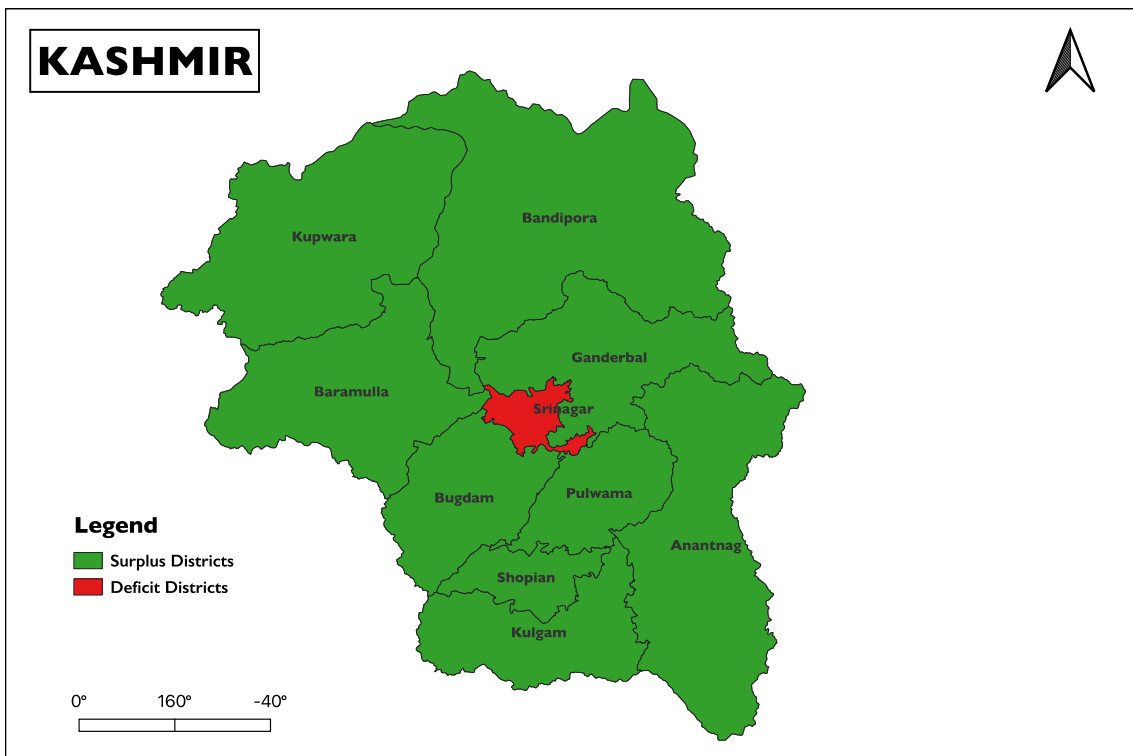 KASHMIR
Bandipora
Kupwara
Ganderbal
Baramulla
Srinagar
Bugdam
Pulwama
Anantnag
Shopian
Kulgam
Legend
Surplus Districts
Deficit Districts
0° 160° -40°